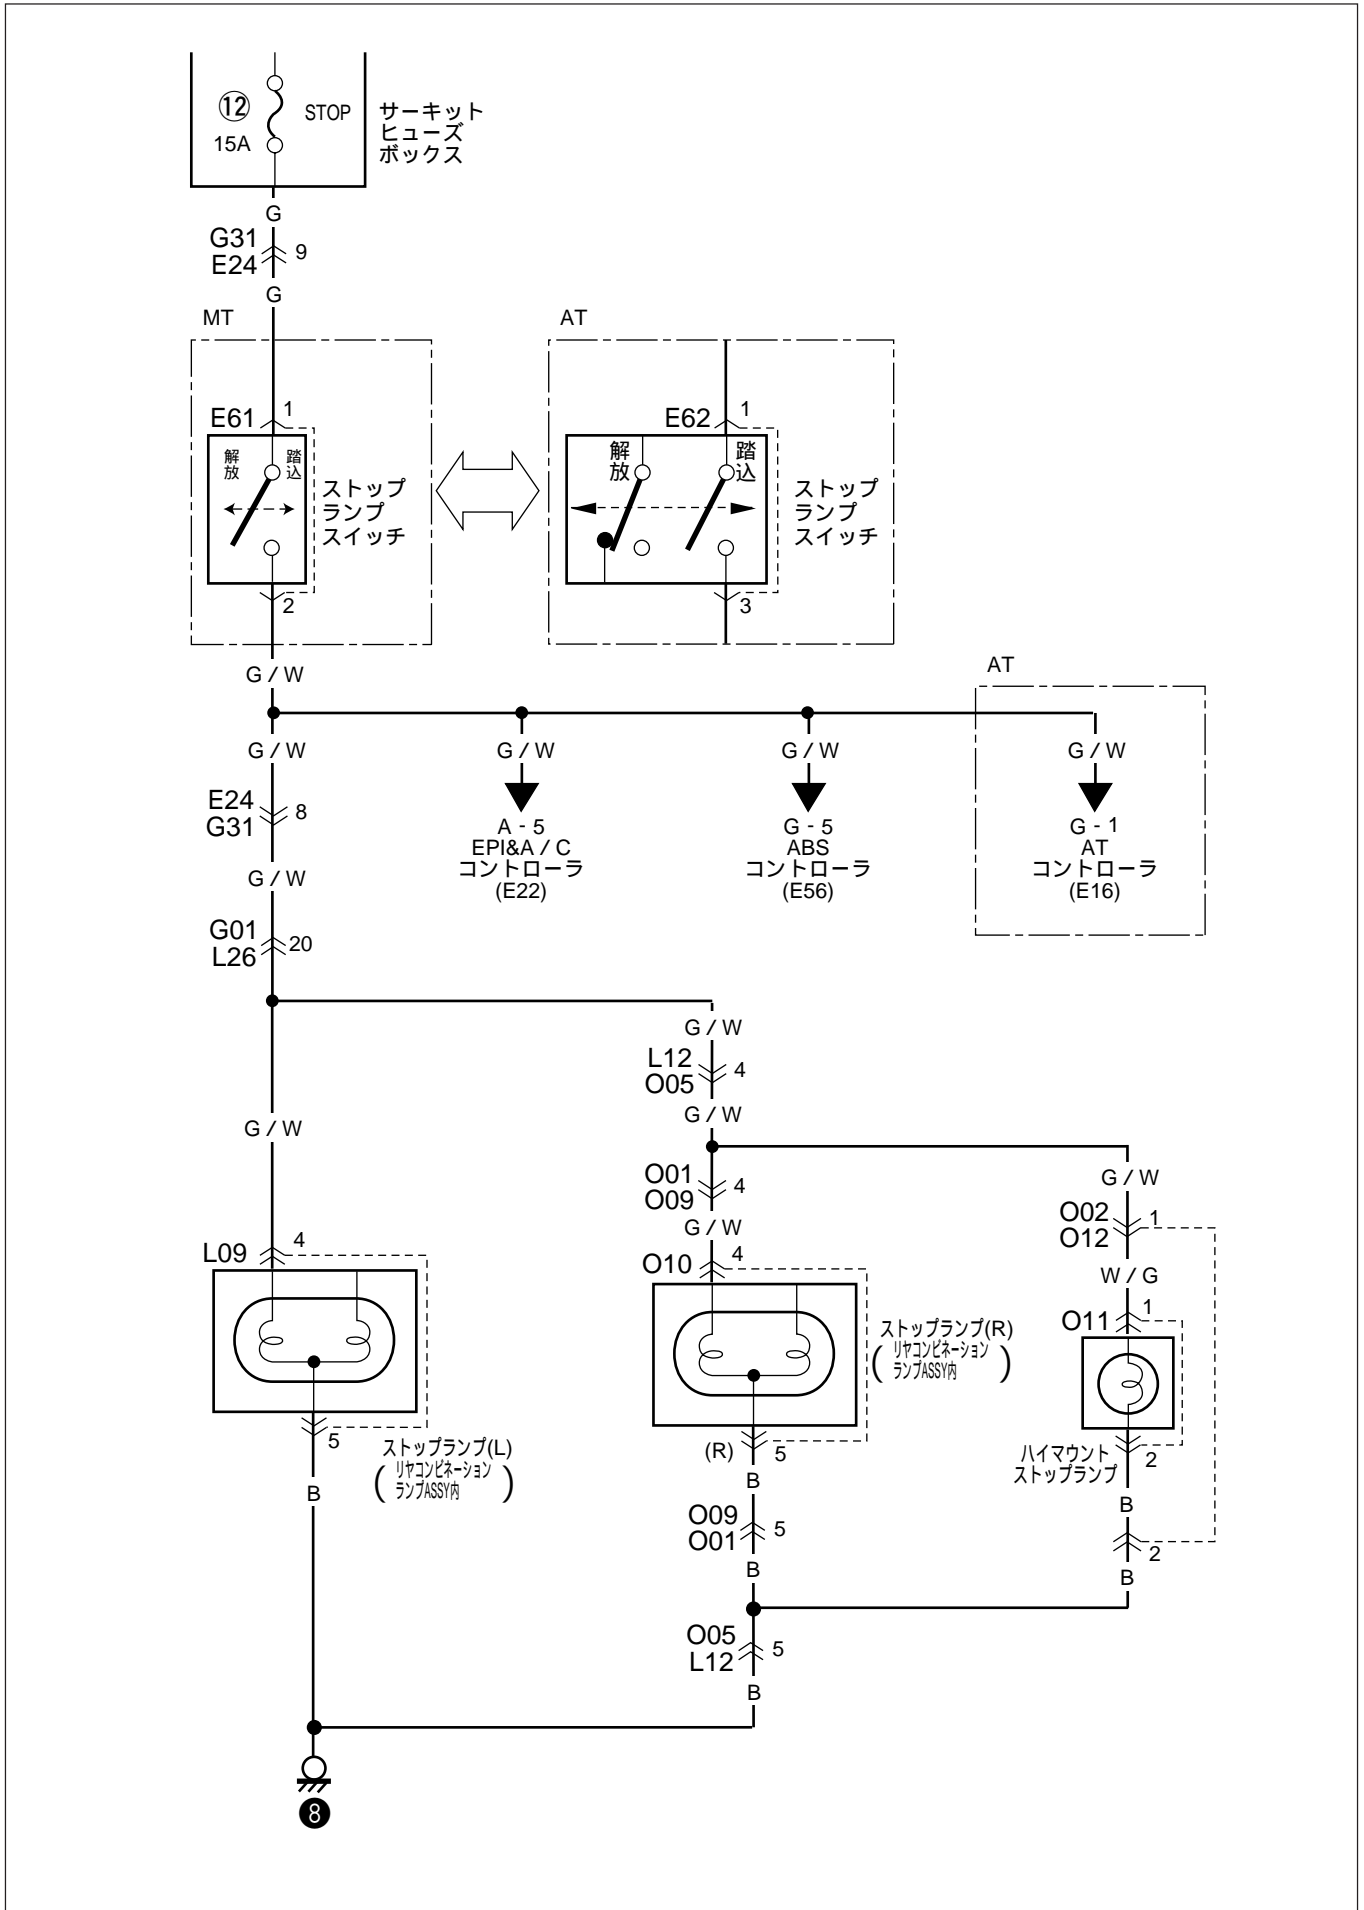 ⑫
15A
STOP
サーキット
ヒューズ
ボックス
G
G31
E24
9
G
MT
AT
E61
1
解放
踏込
ストップ
ランプ
スイッチ
2
E62
1
解放
踏込
ストップ
ランプ
スイッチ
3
G / W
AT
G / W
G / W
G / W
G / W
E24
G31
8
A - 5
EPI&A / C
コントローラ
(E22)
G - 5
ABS
コントローラ
(E56)
G - 1
AT
コントローラ
(E16)
G / W
G01
L26
20
G / W
L12
O05
4
G / W
G / W
O01
O09
4
G / W
G / W
O02
O12
1
W / G
L09
4
O10
4
O11
1
ストップランプ(R)
(リヤコンビネーション
ランプASSY内)
5
ストップランプ(L)
(リヤコンビネーション
ランプASSY内)
B
(R)
5
B
ハイマウント
ストップランプ
2
B
O09
O01
5
B
2
B
O05
L12
5
B
❽